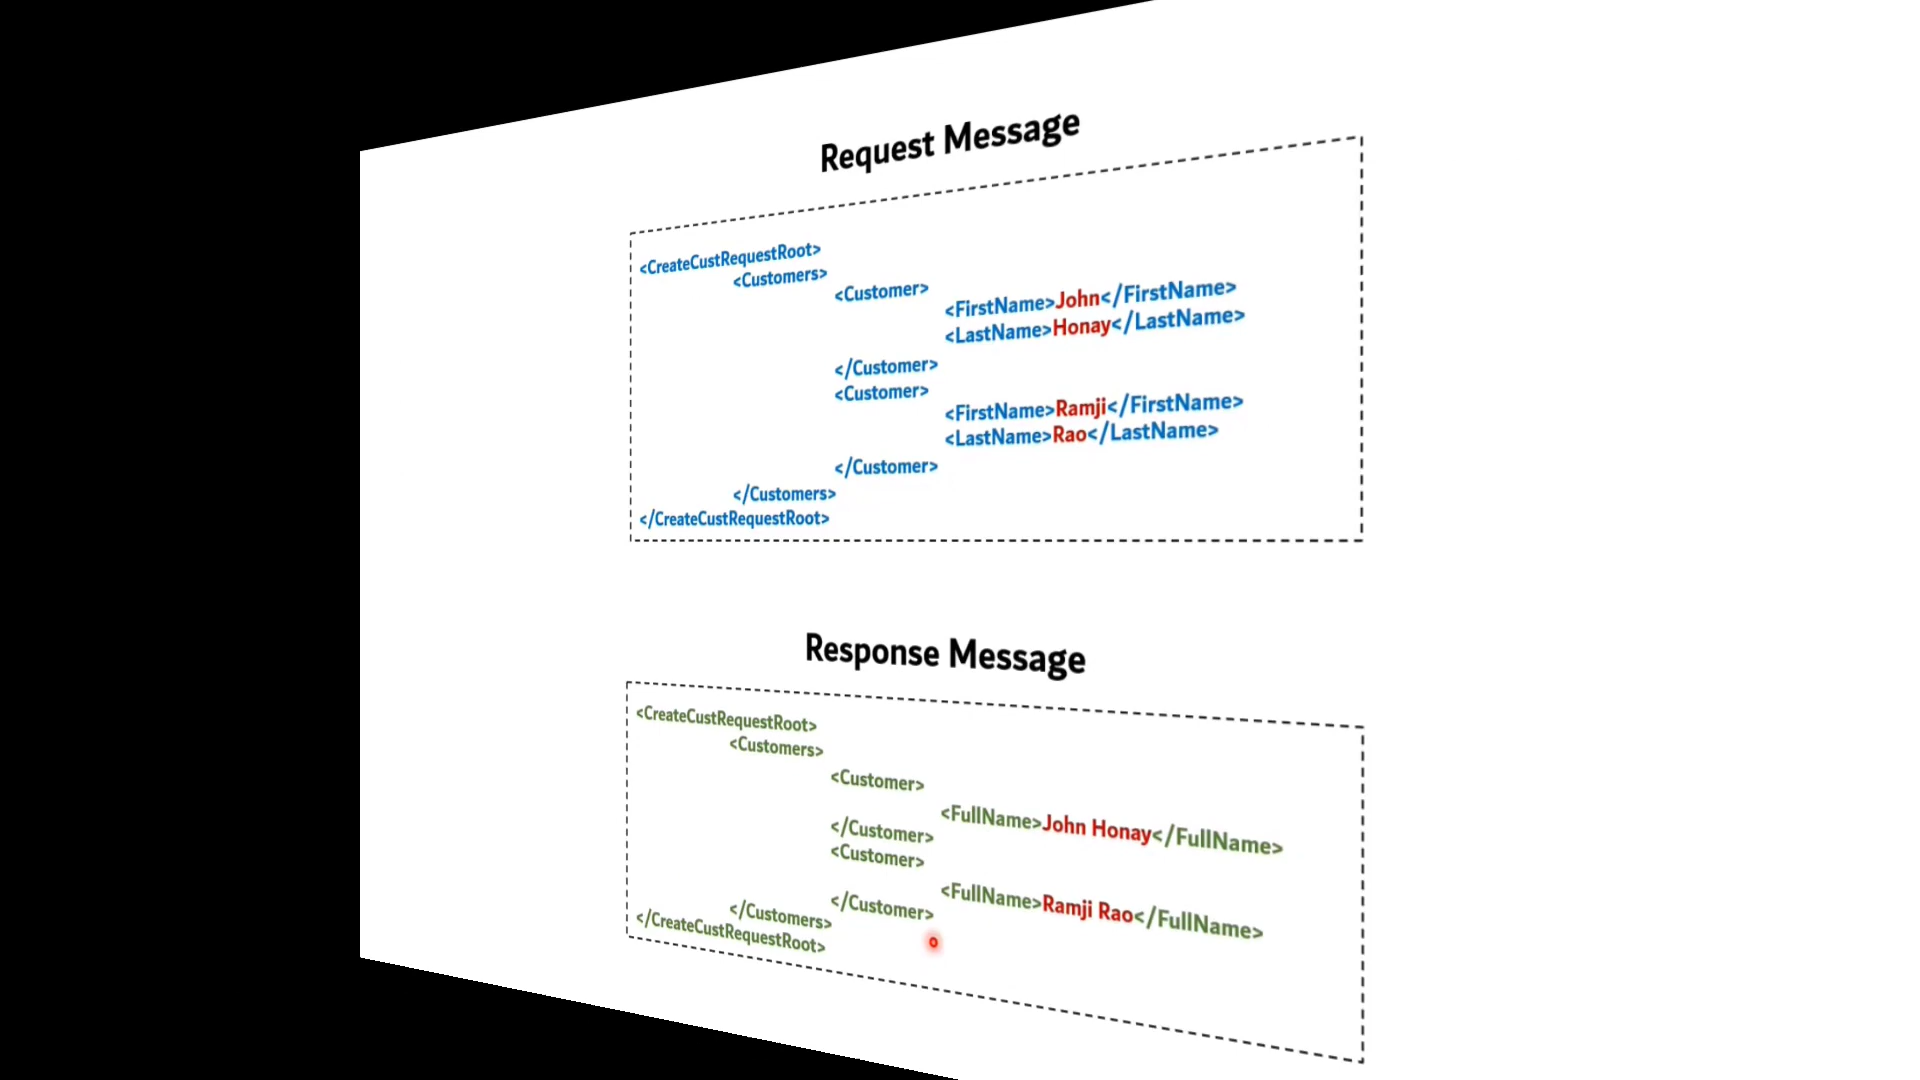 Request Message
<CreateCustRequestRoot>
<Customers>
<Customer>
<FirstName>John</FirstName>
<LastName>Honay</LastName>
</Customer>
<Customer>
<FirstName>Ramji</FirstName>
<LastName>Rao</LastName>
</Customer>
</Customers>
</CreateCustRequestRoot>
Response Message
<CreateCustRequestRoot>
<Customers>
<Customer>
<FullName>John Honay</FullName>
</Customer>
<Customer>
<FullName>Ramji Rao</FullName>
</Customer>
</Customers>
</CreateCustRequestRoot>